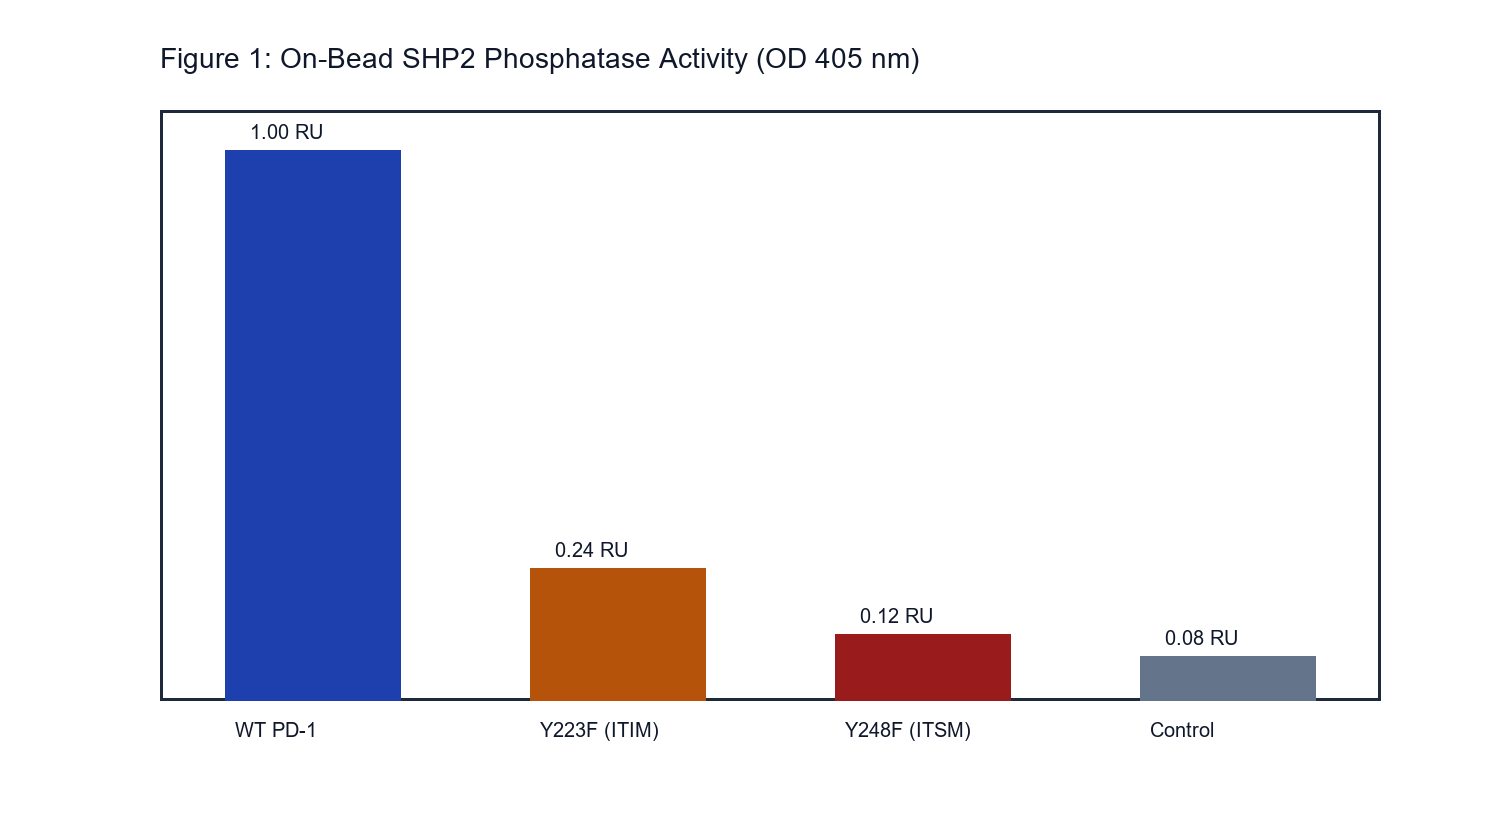 Figure 1: On-Bead SHP2 Phosphatase Activity (OD 405 nm)
1.00 RU
0.24 RU
0.12 RU
0.08 RU
WT PD-1
Y223F (ITIM)
Y248F (ITSM)
Control